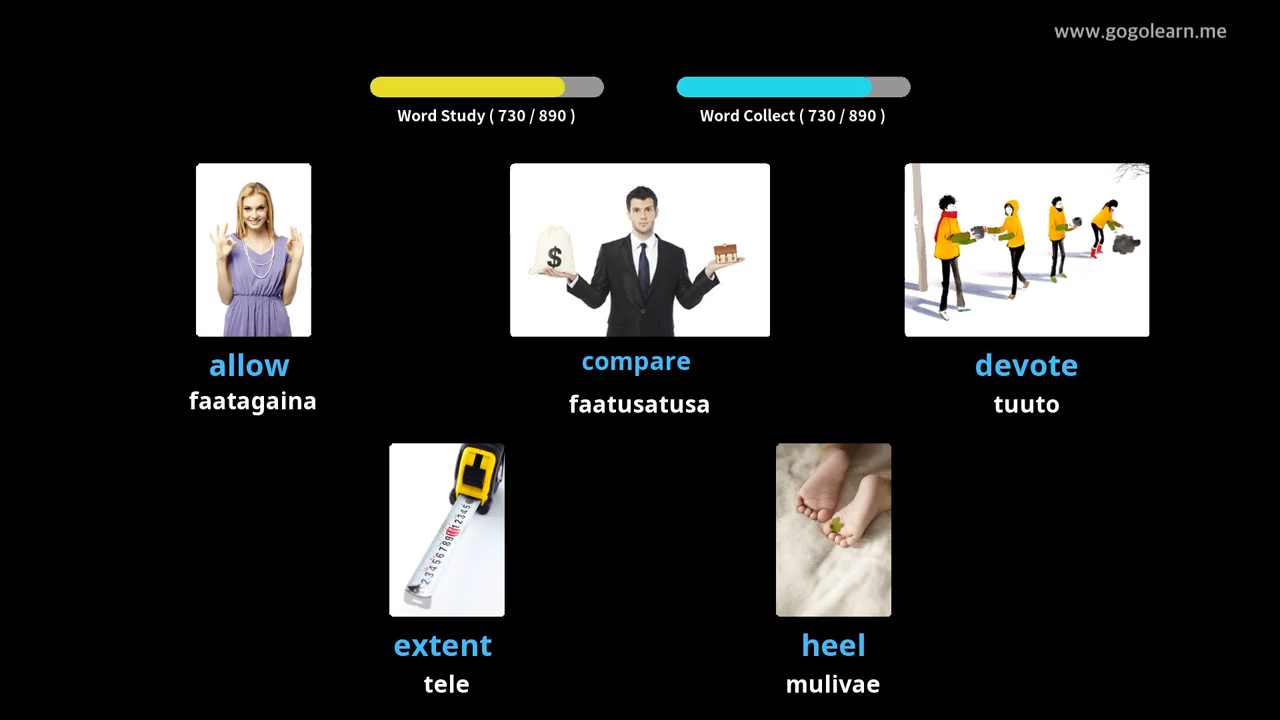 www.gogolearn.me
Word Study ( 730 / 890 )
Word Collect ( 730 / 890 )
$
allow
faatagaina
compare
faatusatusa
devote
tuuto
extent
tele
heel
mulivae